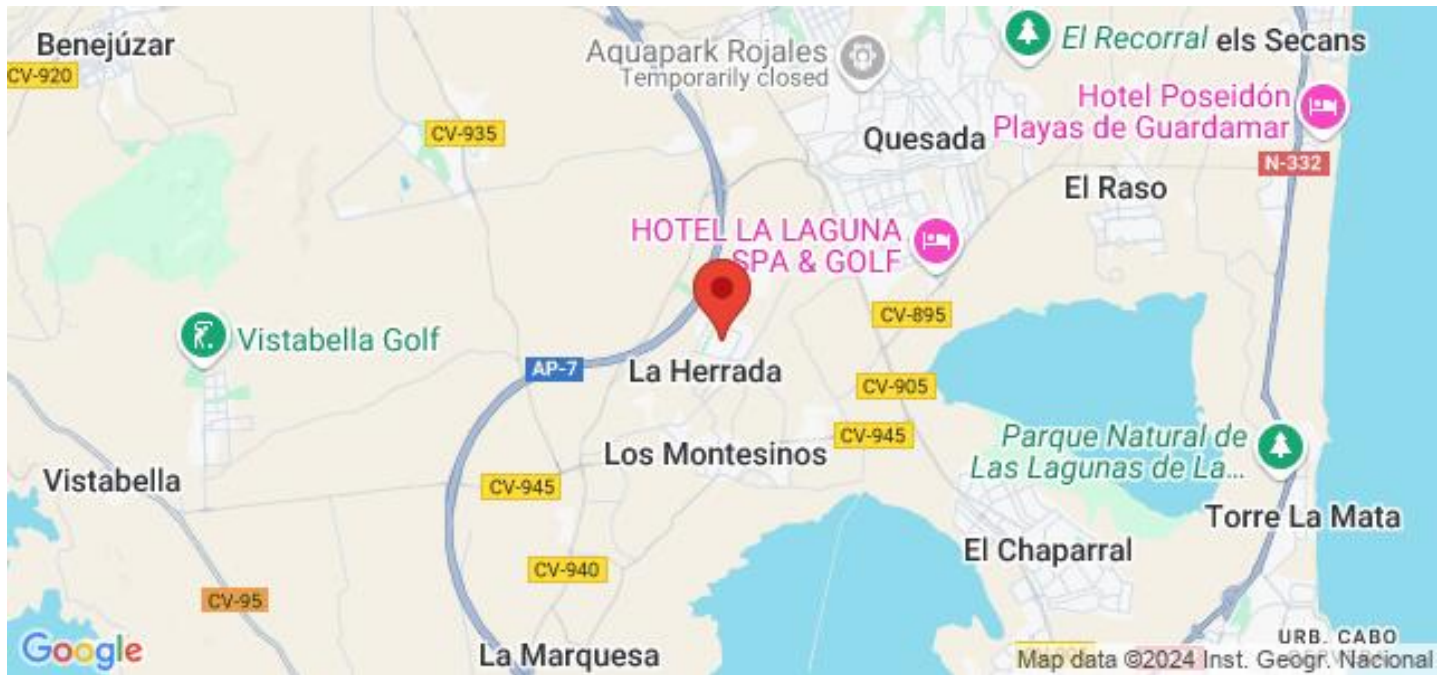 Benejúzar
CV-920
Aquapark Rojales
Temporarily closed
El Recorral
els Secans
Hotel Poseidón
Playas de Guardamar
CV-935
Quesada
N-332
El Raso
HOTEL LA LAGUNA
SPA & GOLF
CV-895
Vistabella Golf
AP-7
La Herrada
CV-905
CV-945
Los Montesinos
Parque Natural de
Las Lagunas de La...
Vistabella
CV-945
Torre La Mata
El Chaparral
CV-940
CV-95
URB. CABO
La Marquesa
Google
Map data ©2024 Inst. Geogr. Nacional